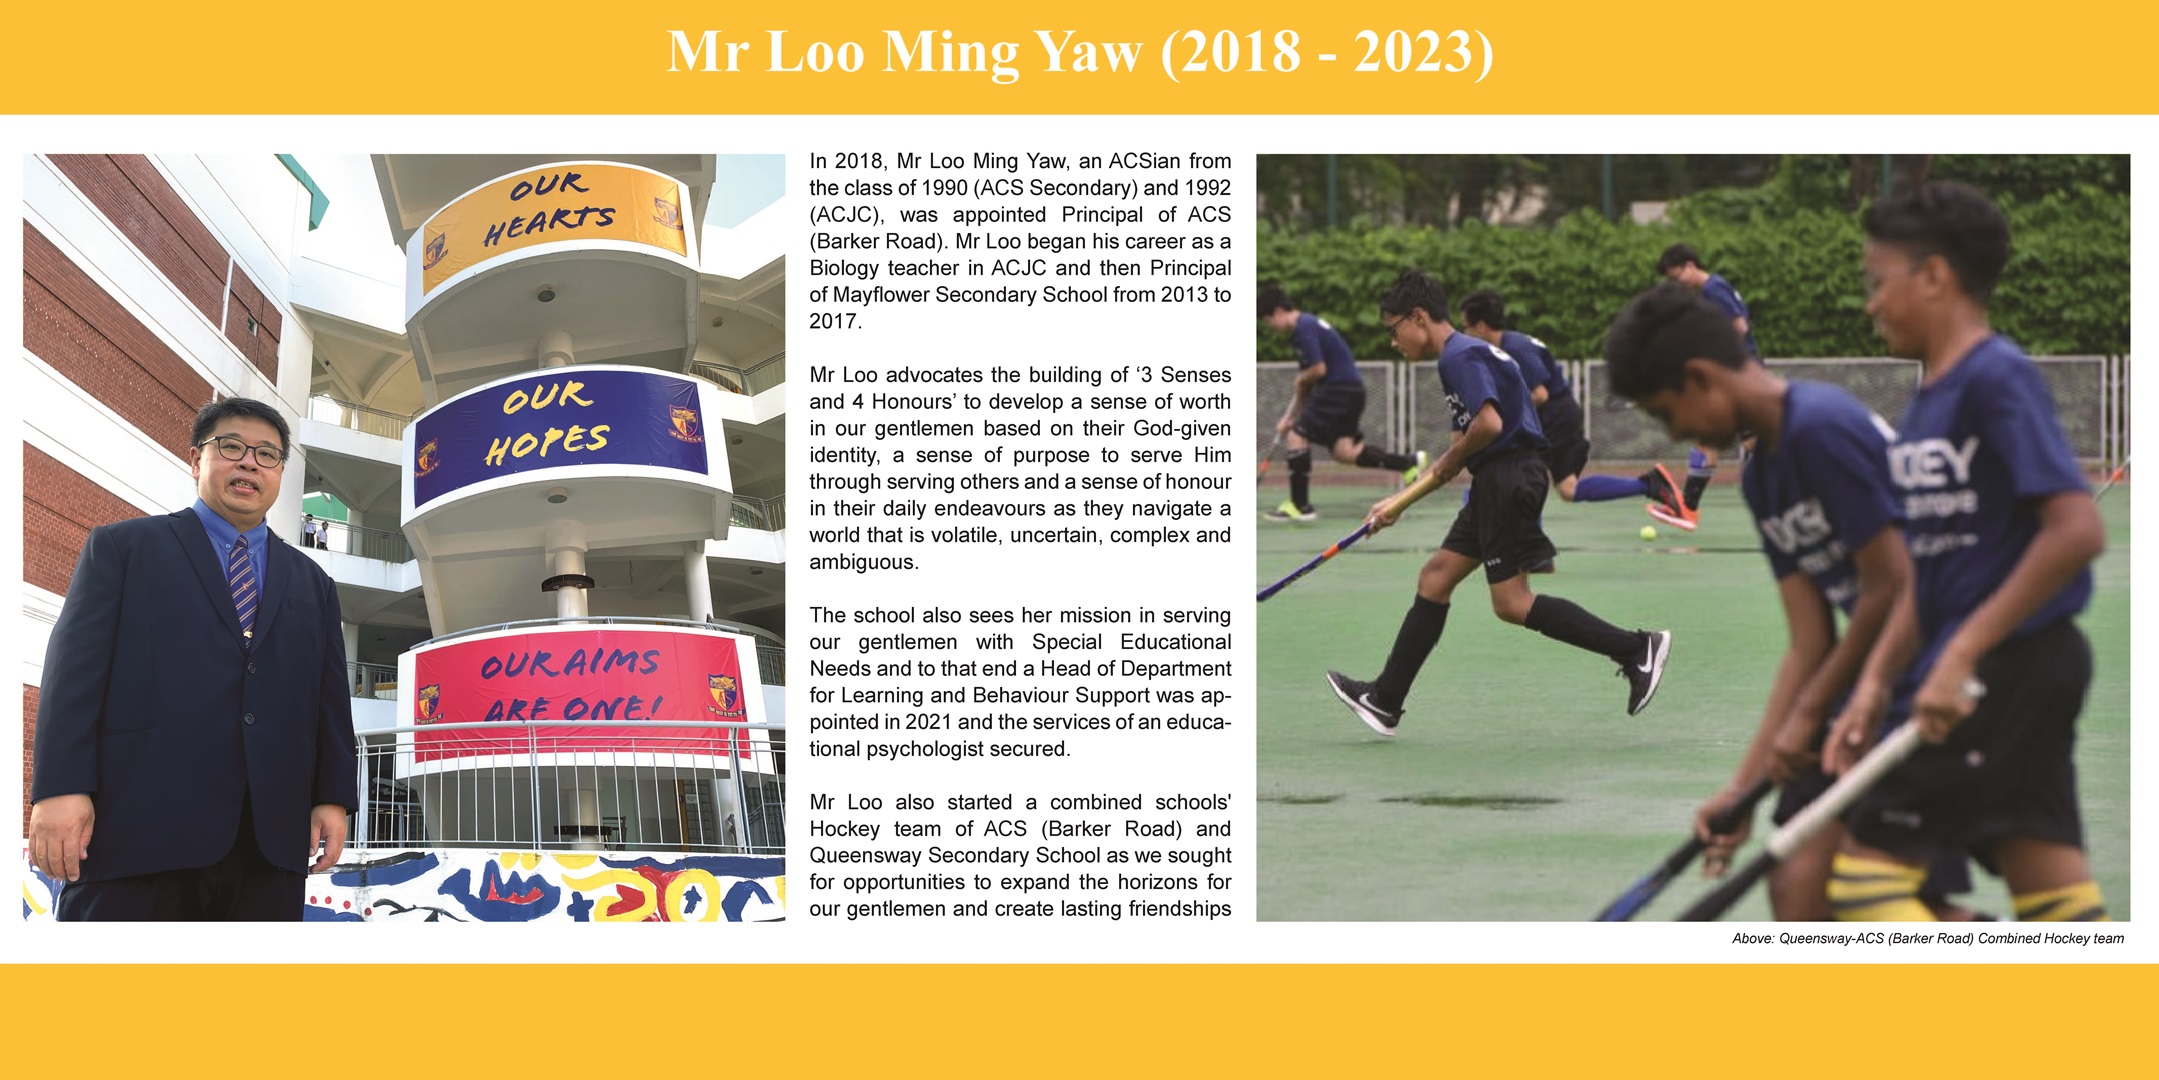 Mr Loo Ming Yaw (2018 - 2023)
OUR
HEARTS
OUR
HOPES
OUR AIMS
ARE ONE!
In 2018, Mr Loo Ming Yaw, an ACSian from
the class of 1990 (ACS Secondary) and 1992
(ACJC), was appointed Principal of ACS
(Barker Road). Mr Loo began his career as a
Biology teacher in ACJC and then Principal
of Mayflower Secondary School from 2013 to
2017.
Mr Loo advocates the building of ‘3 Senses
and 4 Honours’ to develop a sense of worth
in our gentlemen based on their God-given
identity, a sense of purpose to serve Him
through serving others and a sense of honour
in their daily endeavours as they navigate a
world that is volatile, uncertain, complex and
ambiguous.
The school also sees her mission in serving
our gentlemen with Special Educational
Needs and to that end a Head of Department
for Learning and Behaviour Support was ap-
pointed in 2021 and the services of an educa-
tional psychologist secured.
Mr Loo also started a combined schools'
Hockey team of ACS (Barker Road) and
Queensway Secondary School as we sought
for opportunities to expand the horizons for
our gentlemen and create lasting friendships
Above: Queensway-ACS (Barker Road) Combined Hockey team